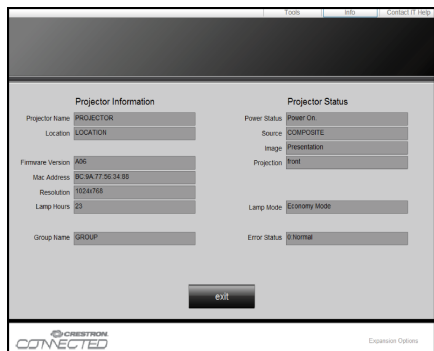 Tools Info Contact IT Help
Projector Information
Projector Name PROJECTOR
Location LOCATION
Firmware Version A06
Mac Address BC:9A:77:56:34:88
Resolution 1024x768
Lamp Hours 23
Group Name GROUP
Projector Status
Power Status Power On
Source COMPOSITE
Image Presentation
Projection front
Lamp Mode Economy Mode
Error Status 0:Normal
exit
CRESTRON
CONNECTED
Expansion Options